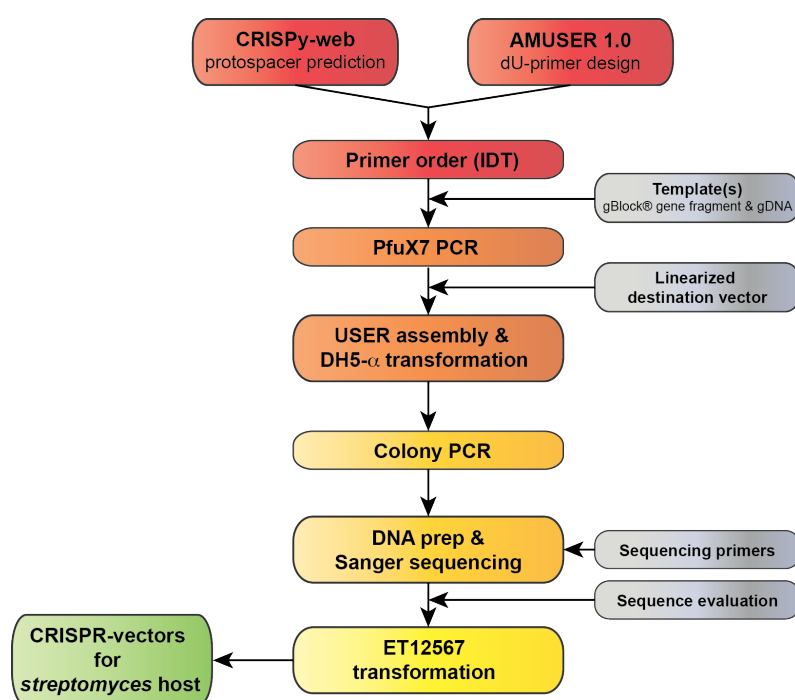 CRISPy-web
protospacer prediction
AMUSER 1.0
dU-primer design
Primer order (IDT)
Template(s)
gBlock® gene fragment & gDNA
PfuX7 PCR
Linearized
destination vector
USER assembly &
DH5-α transformation
Colony PCR
DNA prep &
Sanger sequencing
Sequencing primers
Sequence evaluation
CRISPR-vectors
for
streptomyces host
ET12567
transformation